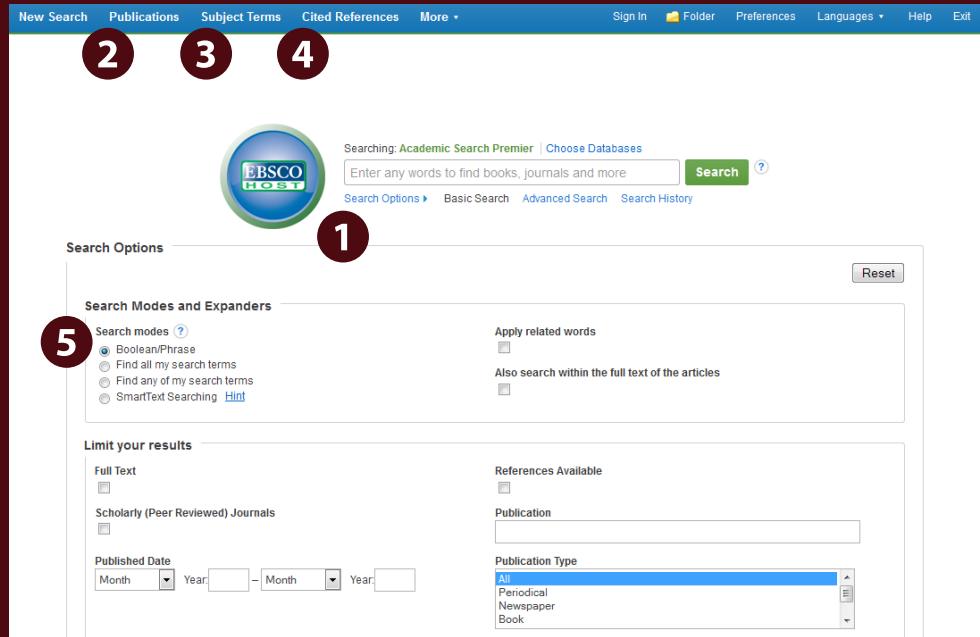 New Search Publications Subject Terms Cited References More Sign In Folder Preferences Languages Help Exit
2 3 4
Searching: Academic Search Premier | Choose Databases
EBSCO
HOST
Enter any words to find books, journals and more Search ?
Search Options Basic Search Advanced Search Search History
1
Search Options
Reset
Search Modes and Expanders
5
Search modes ? Apply related words
Boolean/Phrase
Find all my search terms
Also search within the full text of the articles
Find any of my search terms
SmartText Searching Hint
Limit your results
Full Text References Available
Scholarly (Peer Reviewed) Journals Publication
Published Date Publication Type
Month Year: – Month Year: All
Periodical
Newspaper
Book